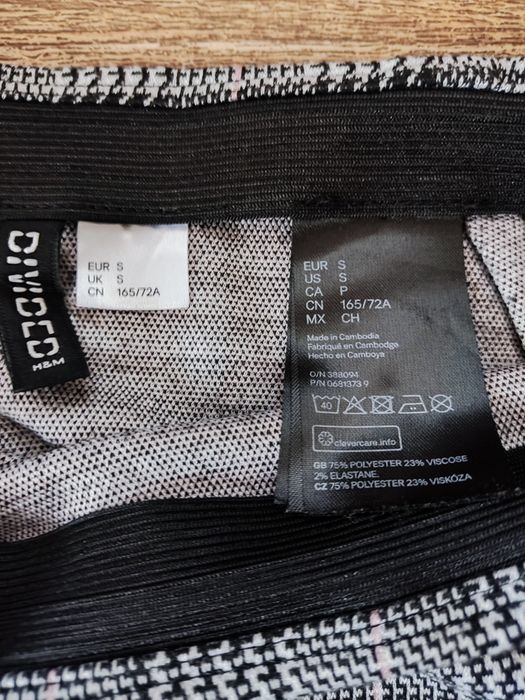 DIVIDED
H&M
EUR S
UK S
CN 165/72A
EUR S
US S
CA P
CN 165/72A
MX CH
Made in Cambodia
Fabriqué en Cambodge
Hecho en Camboya
O/N 388094
P/N 0681373 9
40
clevercare.info
GB 75% POLYESTER 23% VISCOSE
2% ELASTANE.
CZ 75% POLYESTER 23% VISKÓZA